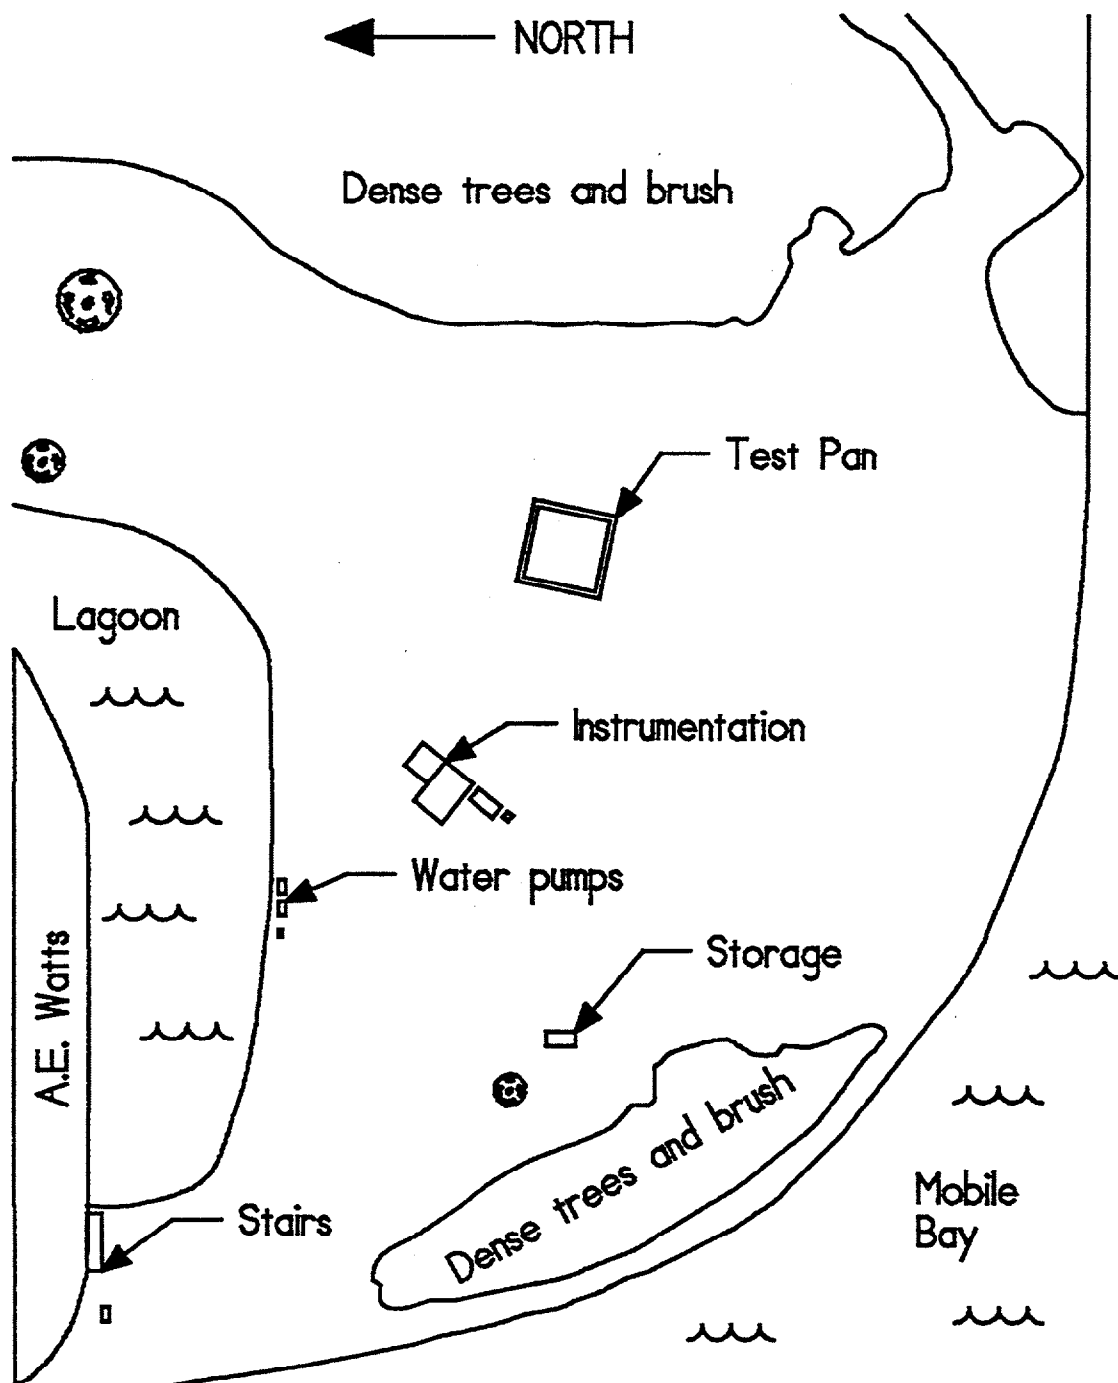 NORTH
Dense trees and brush
Test Pan
Lagoon
Instrumentation
Water pumps
A.E. Watts
Storage
Dense trees and brush
Mobile
Bay
Stairs